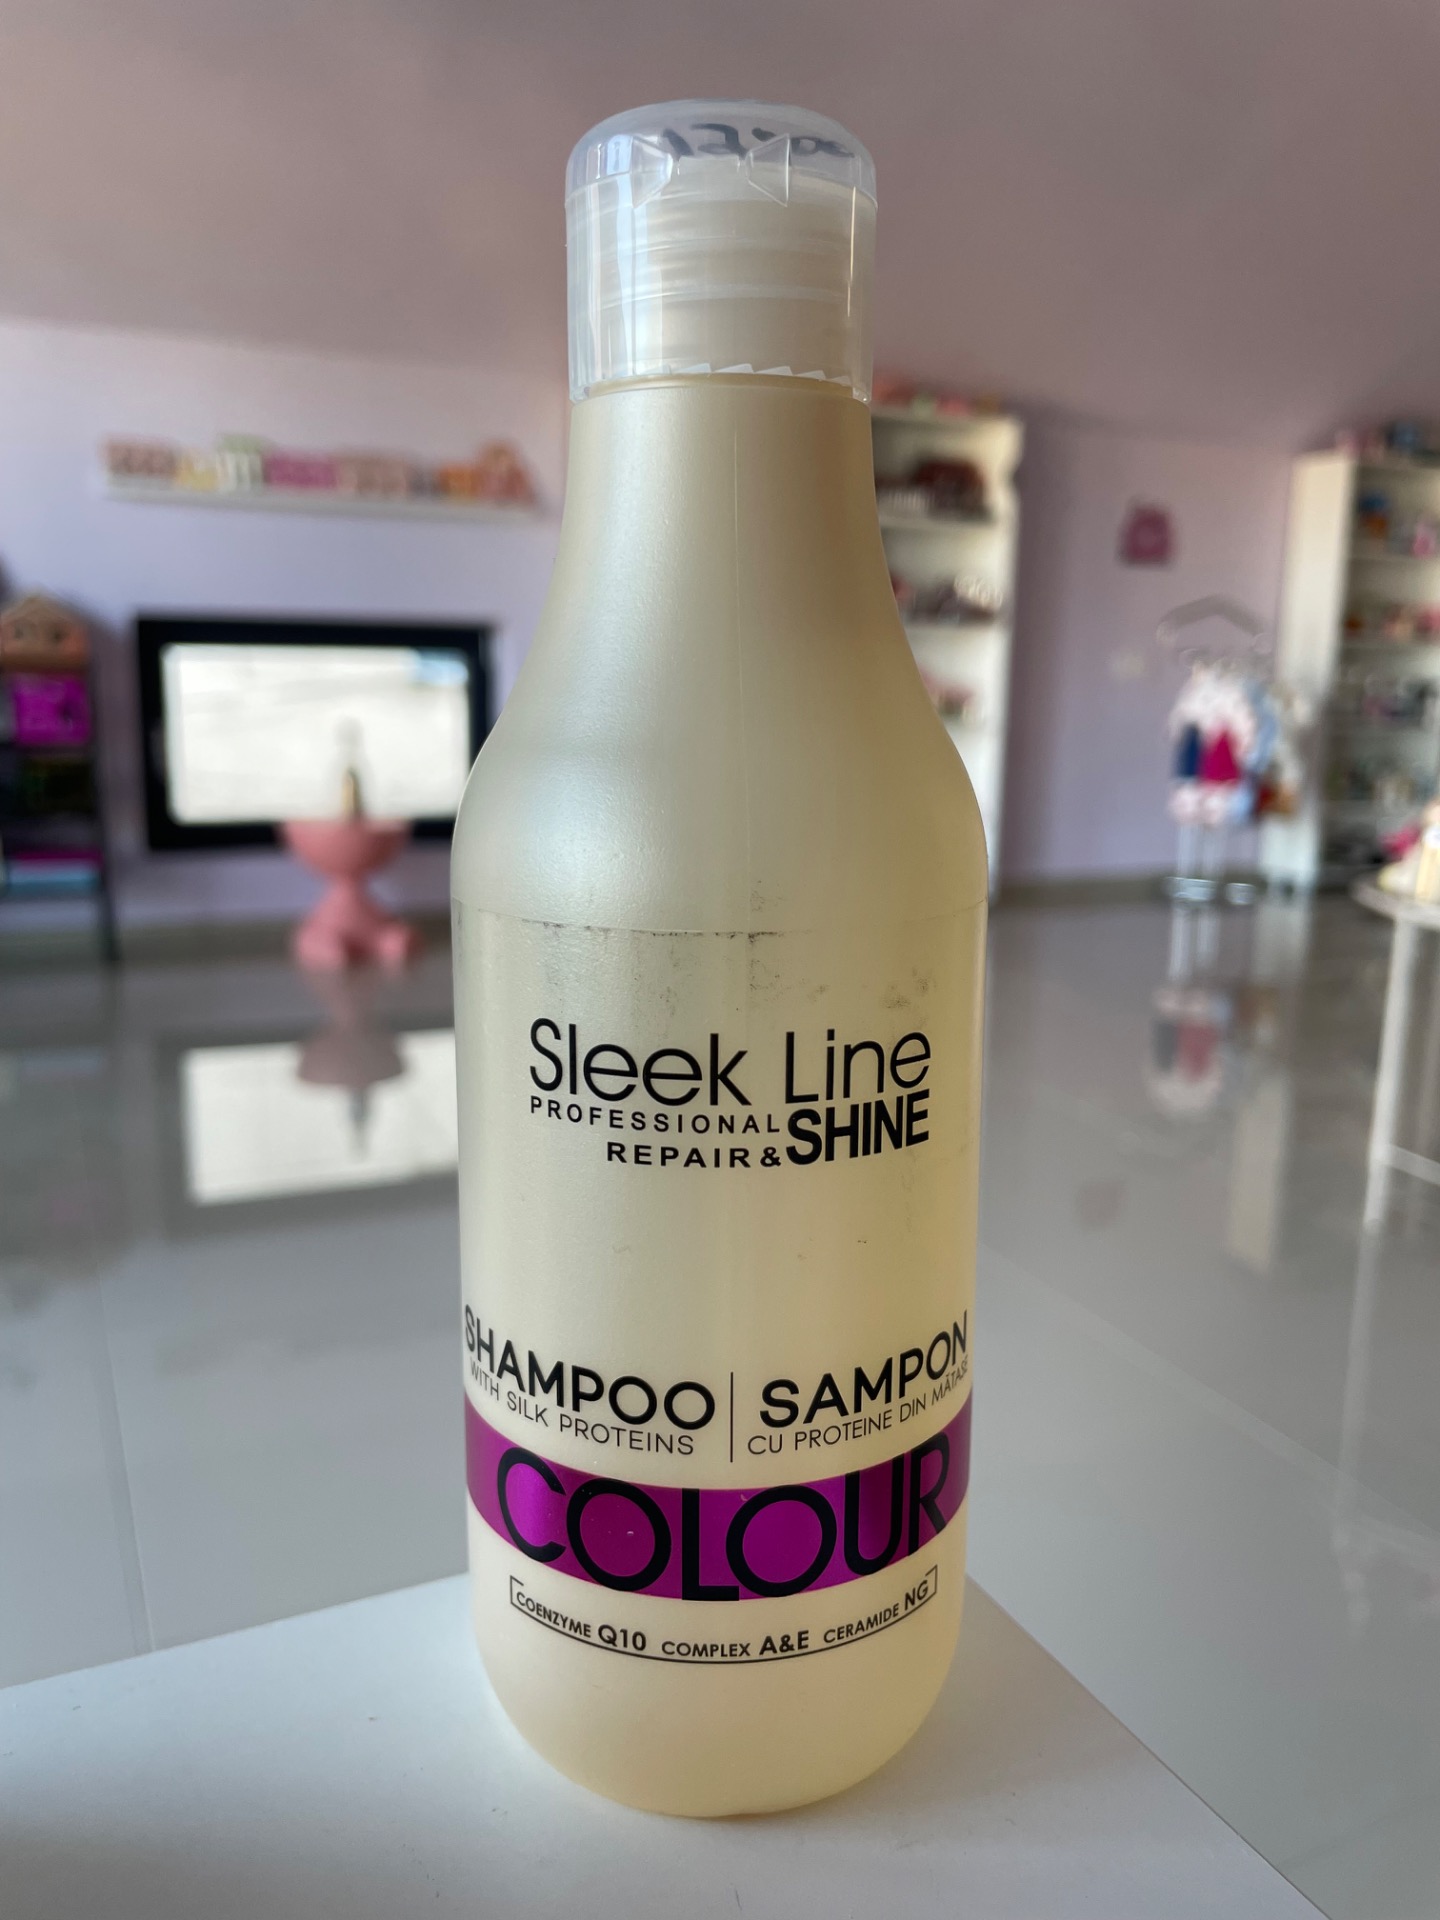 Sleek Line
PROFESSIONAL
REPAIR & SHINE
SHAMPOO
WITH SILK PROTEINS
SAMPON
CU PROTEINE DIN MĂTASE
COLOUR
COENZYME Q10 COMPLEX A&E CERAMIDE NG